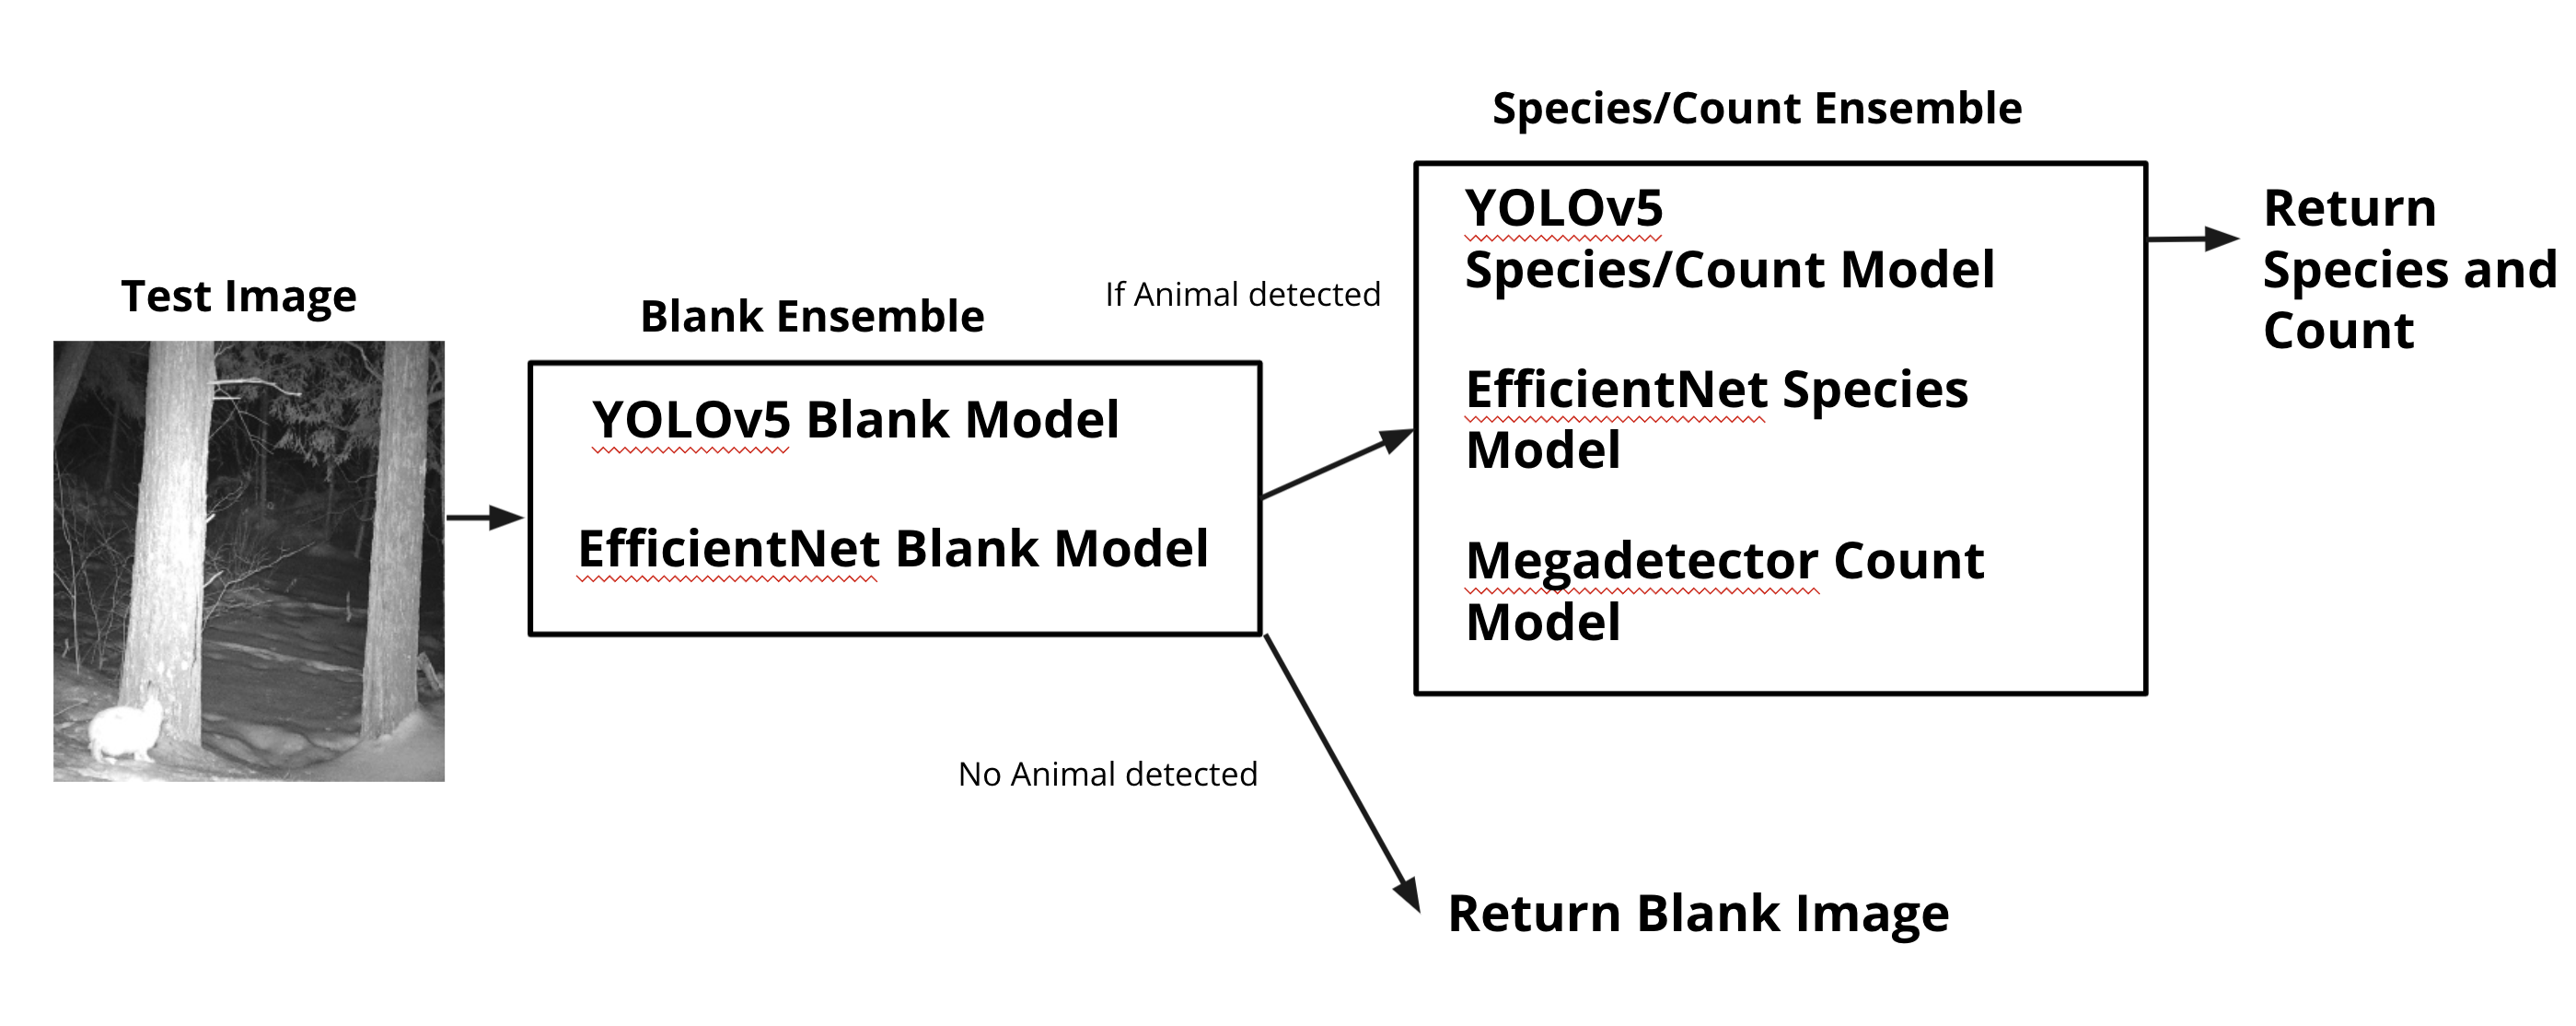 Test Image
Blank Ensemble
YOLOv5 Blank Model
EfficientNet Blank Model
If Animal detected
No Animal detected
Species/Count Ensemble
YOLOv5
Species/Count Model
EfficientNet Species
Model
Megadetector Count
Model
Return
Species and
Count
Return Blank Image